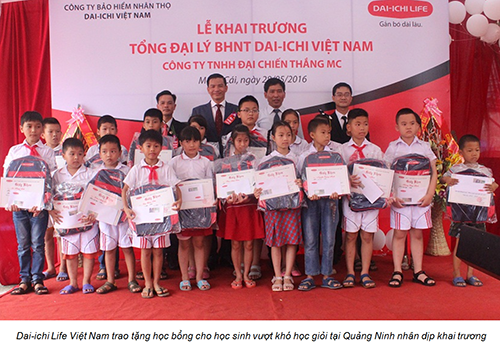 CÔNG TY BẢO HIỂM NHÂN THỌ
DAI-ICHI VIỆT NAM
DAI-ICHI LIFE
Gắn bó dài lâu.
LỄ KHAI TRƯƠNG
TỔNG ĐẠI LÝ BHNT DAI-ICHI VIỆT NAM
CÔNG TY TNHH ĐẠI CHIẾN THẮNG MC
Cái, 28/05/2016
Dai-ichi Life Việt Nam trao tặng học bổng cho học sinh vượt khó học giỏi tại Quảng Ninh nhân dịp khai trương